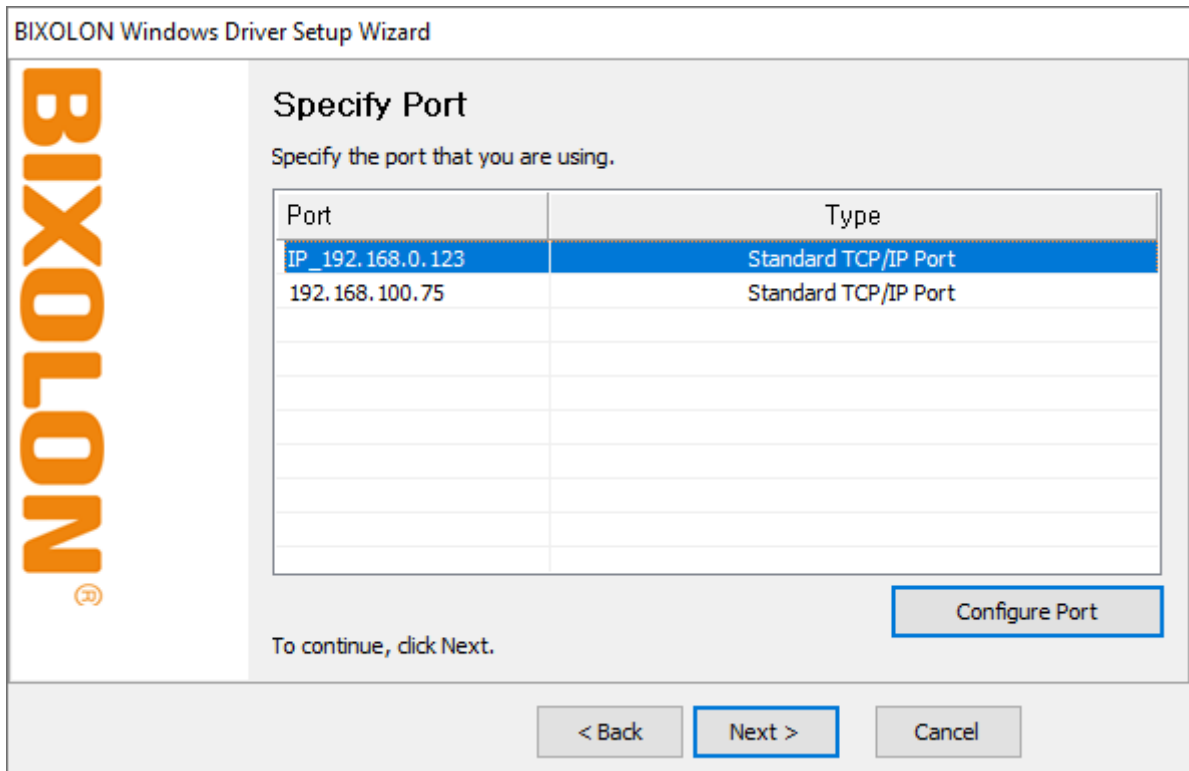 BIXOLON Windows Driver Setup Wizard
BIXOLON®
Specify Port
Specify the port that you are using.
Port Type
IP_192.168.0.123 Standard TCP/IP Port
192.168.100.75 Standard TCP/IP Port
Configure Port
To continue, click Next.
< Back Next > Cancel